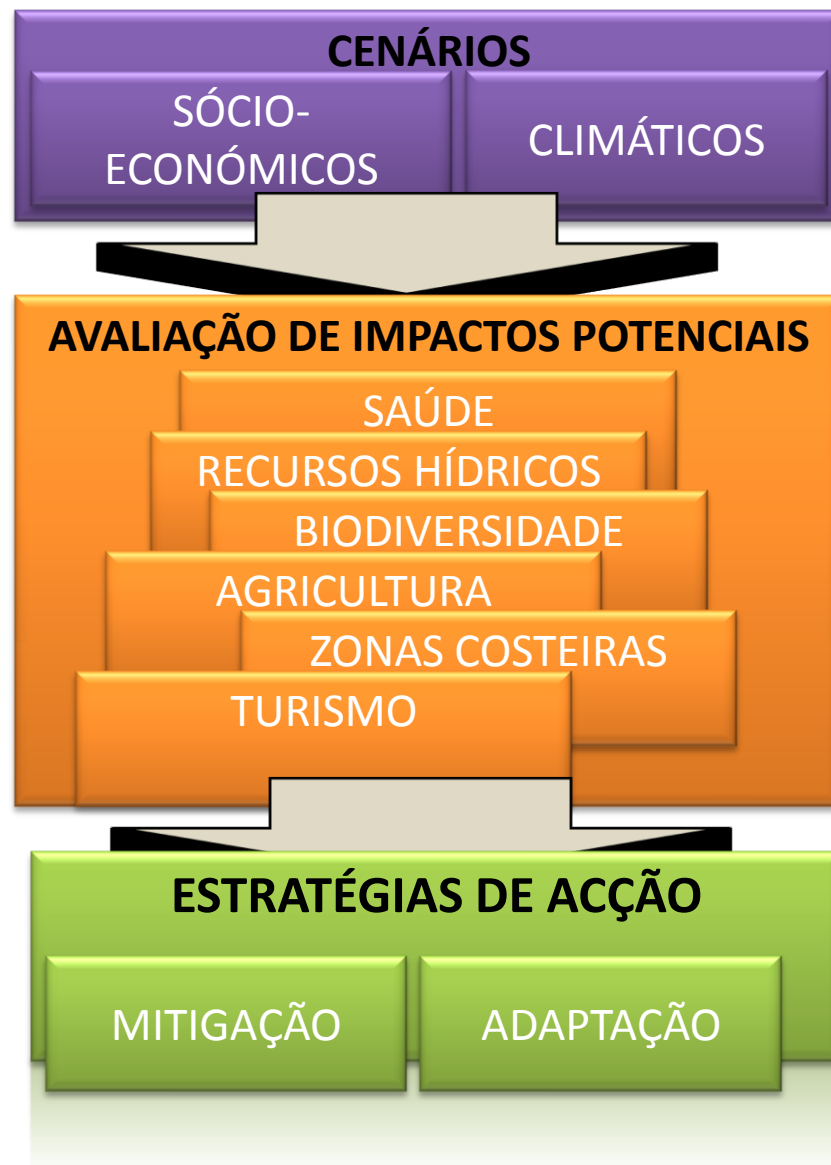 CENÁRIOS
SÓCIO-
ECONÓMICOS
CLIMÁTICOS
AVALIAÇÃO DE IMPACTOS POTENCIAIS
SAÚDE
RECURSOS HÍDRICOS
BIODIVERSIDADE
AGRICULTURA
ZONAS COSTEIRAS
TURISMO
ESTRATÉGIAS DE ACÇÃO
MITIGAÇÃO
ADAPTAÇÃO